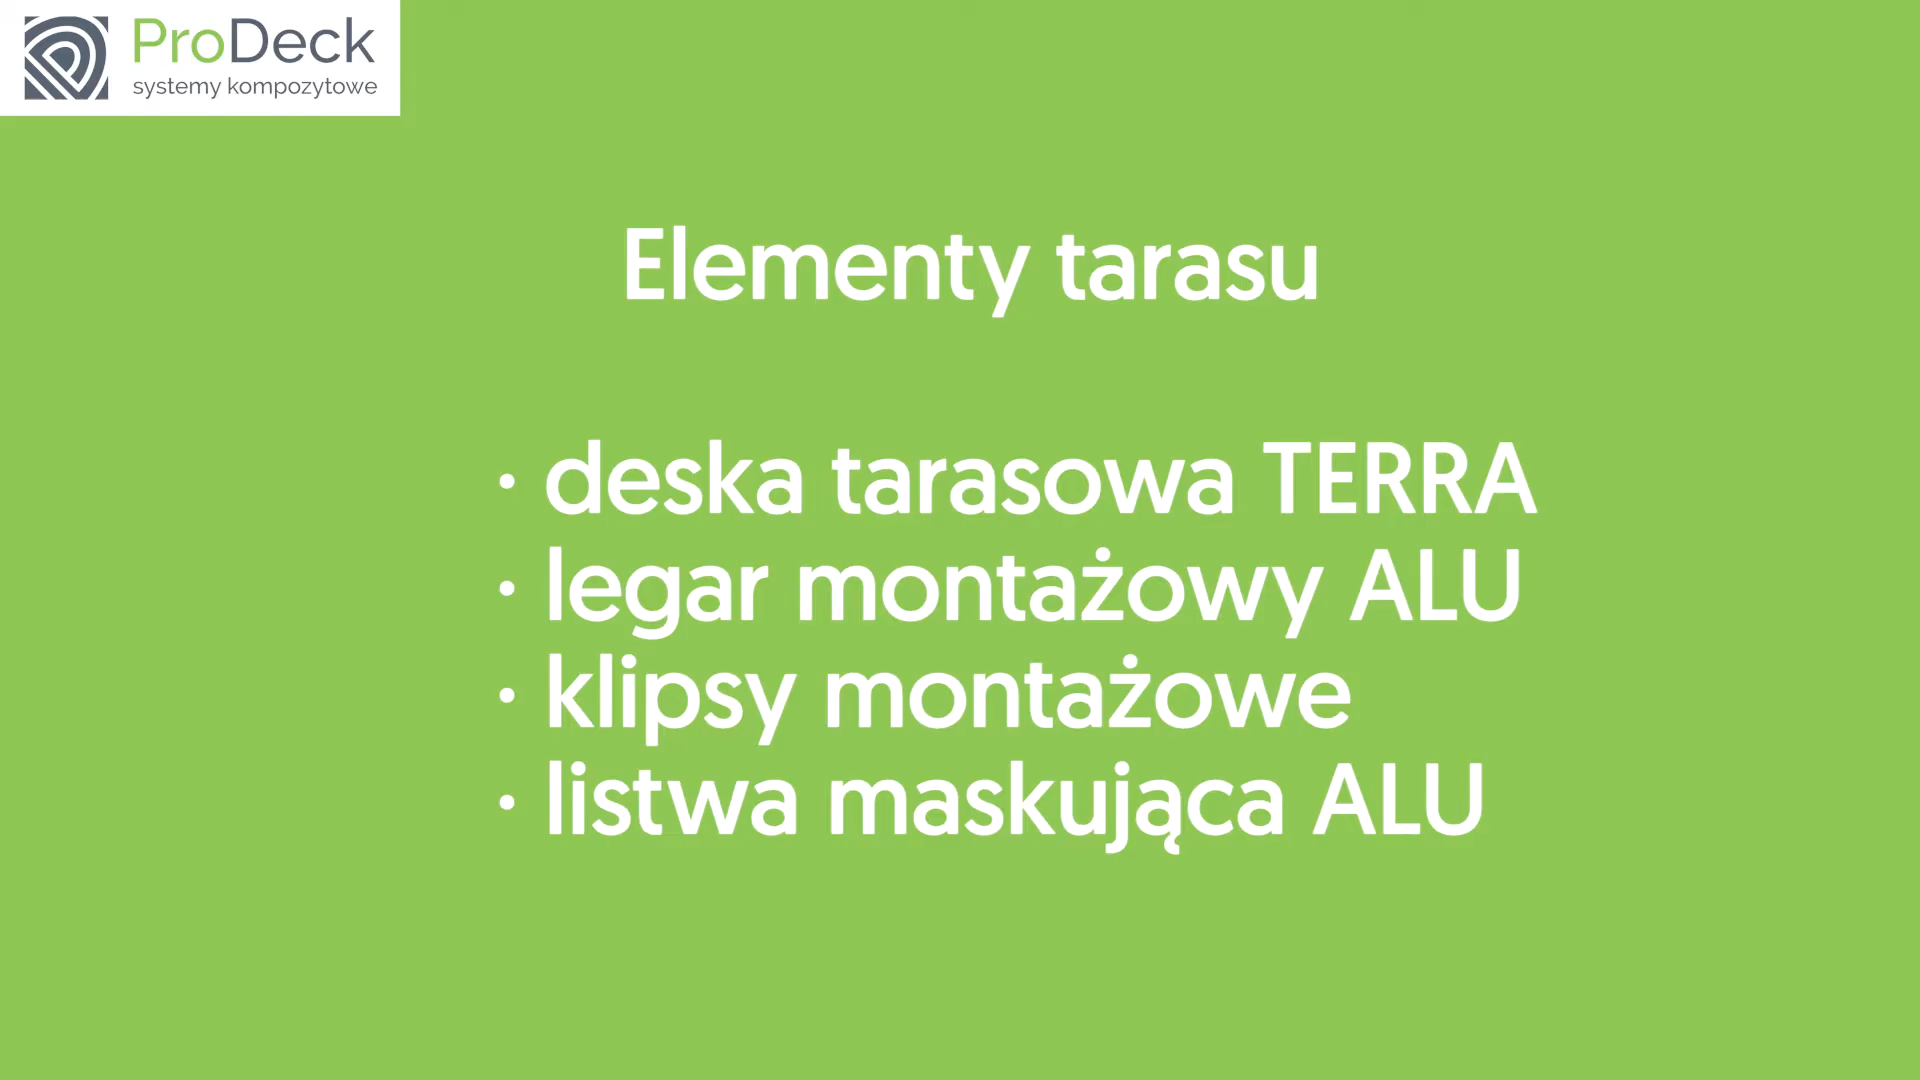 ProDeck
systemy kompozytowe
Elementy tarasu
· deska tarasowa TERRA
· legar montażowy ALU
· klipsy montażowe
· listwa maskująca ALU